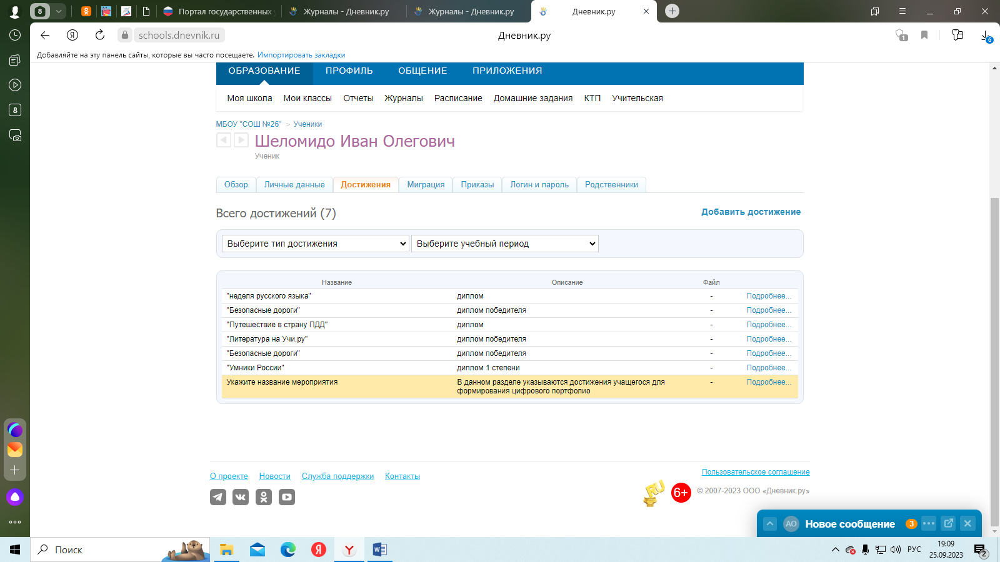 8
Портал государственных
Журналы - Дневник.ру
Журналы - Дневник.ру
Дневник.ру
schools.dnevnik.ru
Дневник.ру
1
6
Добавляйте на эту панель сайты, которые вы часто посещаете. Импортировать закладки
8
ОБРАЗОВАНИЕ ПРОФИЛЬ ОБЩЕНИЕ ПРИЛОЖЕНИЯ
Моя школа Мои классы Отчеты Журналы Расписание Домашние задания КТП Учительская
МБОУ "СОШ №26" > Ученики
Шеломидо Иван Олегович
Ученик
Обзор Личные данные Достижения Миграция Приказы Логин и пароль Родственники
Всего достижений (7)
Добавить достижение
Выберите тип достижения Выберите учебный период
Название Описание Файл
"неделя русского языка" диплом - Подробнее...
"Безопасные дороги" диплом победителя - Подробнее...
"Путешествие в страну ПДД" диплом - Подробнее...
"Литература на Учи.ру" диплом победителя - Подробнее...
"Безопасные дороги" диплом победителя - Подробнее...
"Умники России" диплом 1 степени - Подробнее...
Укажите название мероприятия В данном разделе указываются достижения учащегося для - Подробнее...
формирования цифрового портфолио
О проекте Новости Служба поддержки Контакты
Пользовательское соглашение
RU
6+
© 2007-2023 ООО «Дневник.ру»
АО Новое сообщение 3
Поиск
РУС
19:09
25.09.2023
2